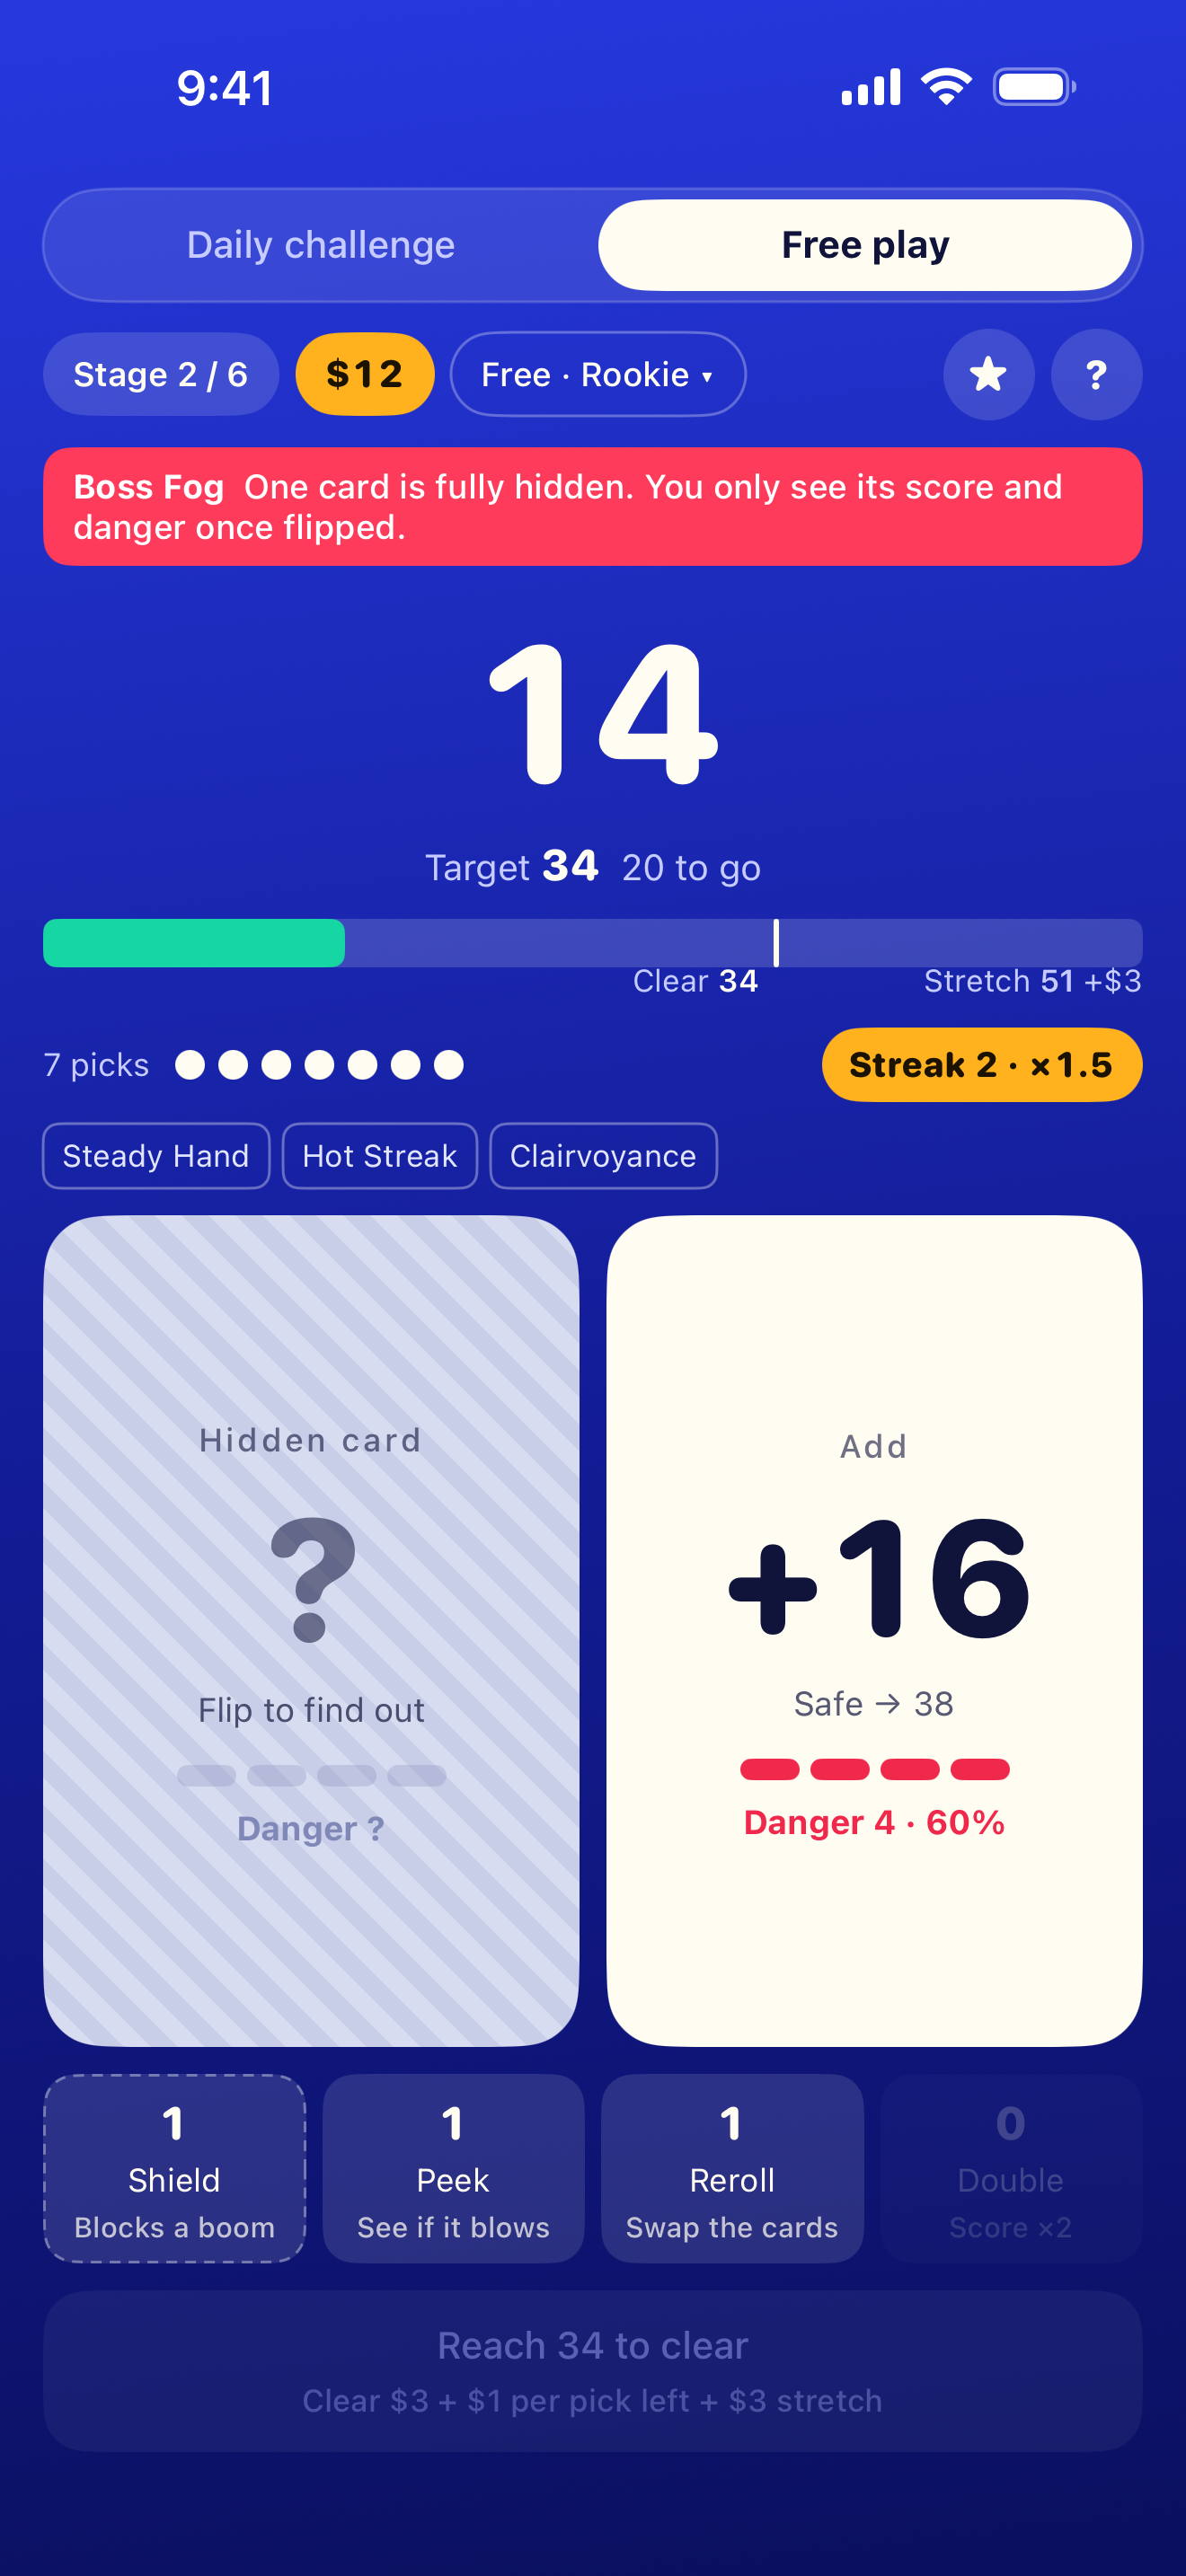 9:41
Daily challenge
Free play
Stage 2 / 6
$12
Free · Rookie ▾
?
Boss Fog One card is fully hidden. You only see its score and
danger once flipped.
14
Target 34 20 to go
Clear 34
Stretch 51 +$3
7 picks
Streak 2 · ×1.5
Steady Hand
Hot Streak
Clairvoyance
Hidden card
?
Flip to find out
Danger ?
Add
+16
Safe → 38
Danger 4 · 60%
1
Shield
Blocks a boom
1
Peek
See if it blows
1
Reroll
Swap the cards
0
Double
Score ×2
Reach 34 to clear
Clear $3 + $1 per pick left + $3 stretch